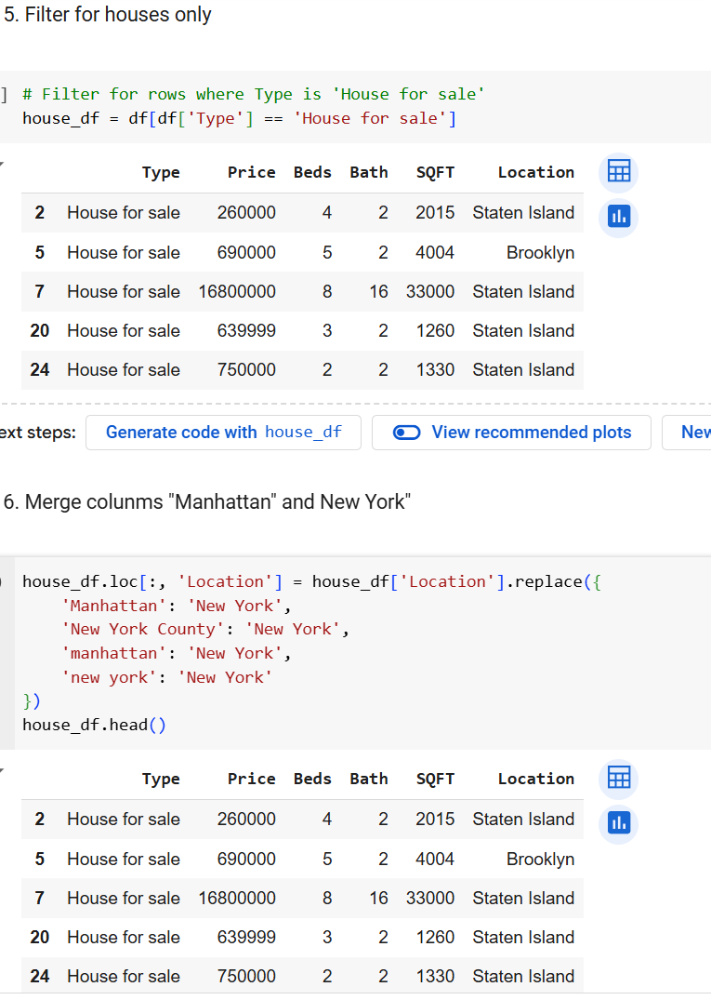 5. Filter for houses only
] # Filter for rows where Type is 'House for sale'
house_df = df[df['Type'] == 'House for sale']
Type Price Beds Bath SQFT Location
2 House for sale 260000 4 2 2015 Staten Island
5 House for sale 690000 5 2 4004 Brooklyn
7 House for sale 16800000 8 16 33000 Staten Island
20 House for sale 639999 3 2 1260 Staten Island
24 House for sale 750000 2 2 1330 Staten Island
ext steps: Generate code with house_df View recommended plots New
6. Merge colunms "Manhattan" and New York"
house_df.loc[:, 'Location'] = house_df['Location'].replace({
'Manhattan': 'New York',
'New York County': 'New York',
'manhattan': 'New York',
'new york': 'New York'
})
house_df.head()
Type Price Beds Bath SQFT Location
2 House for sale 260000 4 2 2015 Staten Island
5 House for sale 690000 5 2 4004 Brooklyn
7 House for sale 16800000 8 16 33000 Staten Island
20 House for sale 639999 3 2 1260 Staten Island
24 House for sale 750000 2 2 1330 Staten Island